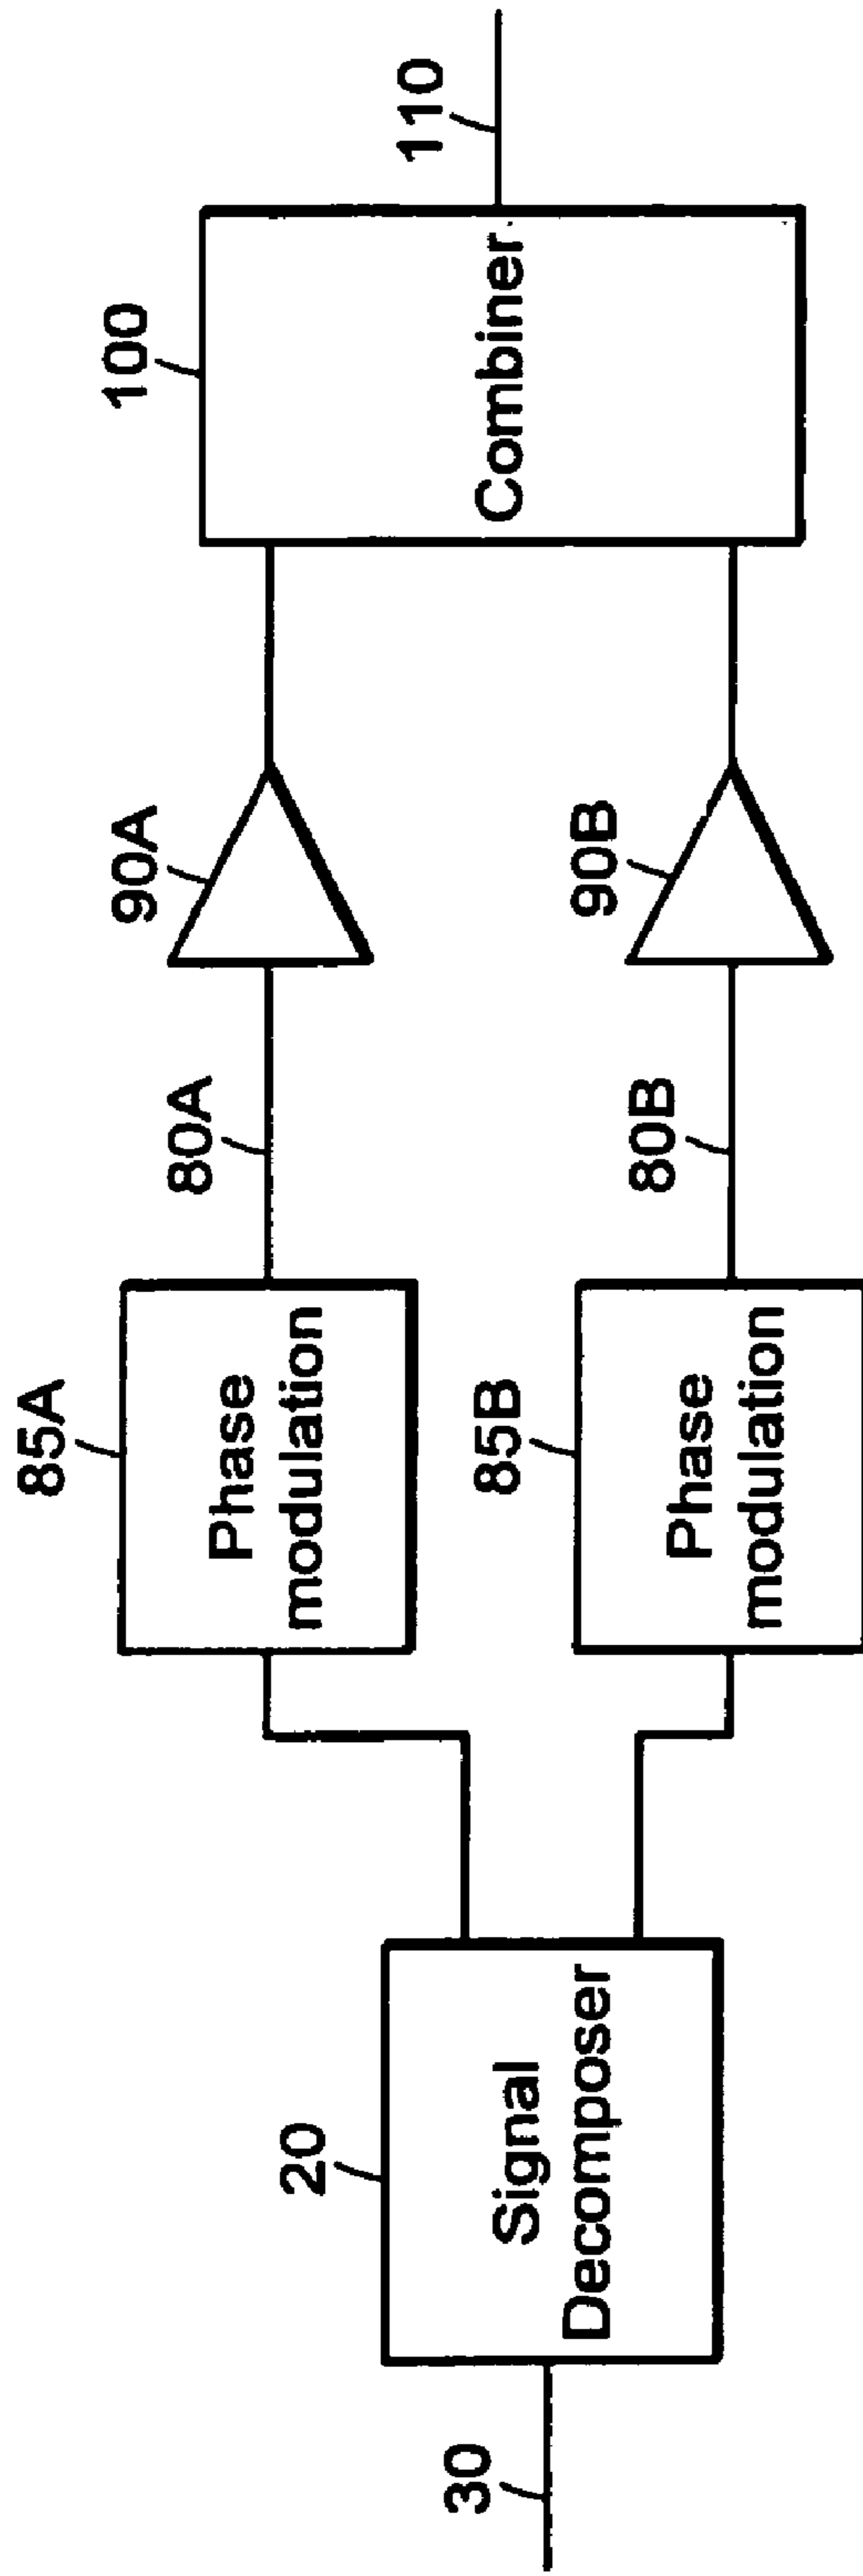 30
20
Signal
Decomposer
85A
Phase
modulation
85B
Phase
modulation
80A
80B
90A
90B
100
Combiner
110